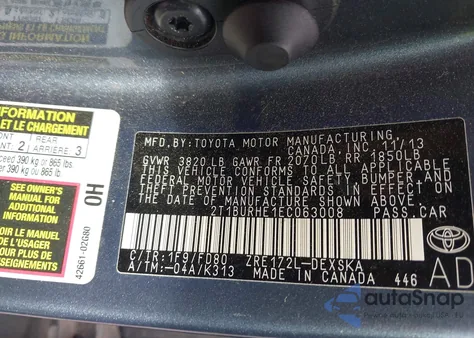 INFORMATION
ET LE CHARGEMENT
2
REAR
ARRIERE 3
390 kg or 865 lbs.
390 kg ou 865 lb.
SEE OWNER'S
MANUAL FOR
ADDITIONAL
INFORMATION
VOIR LE MANUEL
DE L'USAGER
POUR PLUS DE
RENSEIGNEMENTS
42661-02680
0H
MFD.BY:TOYOTA MOTOR MANUFACTURING,
CANADA, INC. 11/13
GVWR 3820LB GAWR FR 2070LB RR 1850LB
THIS VEHICLE CONFORMS TO ALL APPLICABLE
FEDERAL MOTOR VEHICLE SAFETY, BUMPER, AND
THEFT PREVENTION STANDARDS IN EFFECT ON
THE DATE OF MANUFACTURE SHOWN ABOVE.
2T1BURHE1EC063008 PASS.CAR
C/TR:1F9/FD80 ZRE172L-DEXSKA
A/TM:-04A/K313 MADE IN CANADA 446
TOYOTA
AD
autoSnap